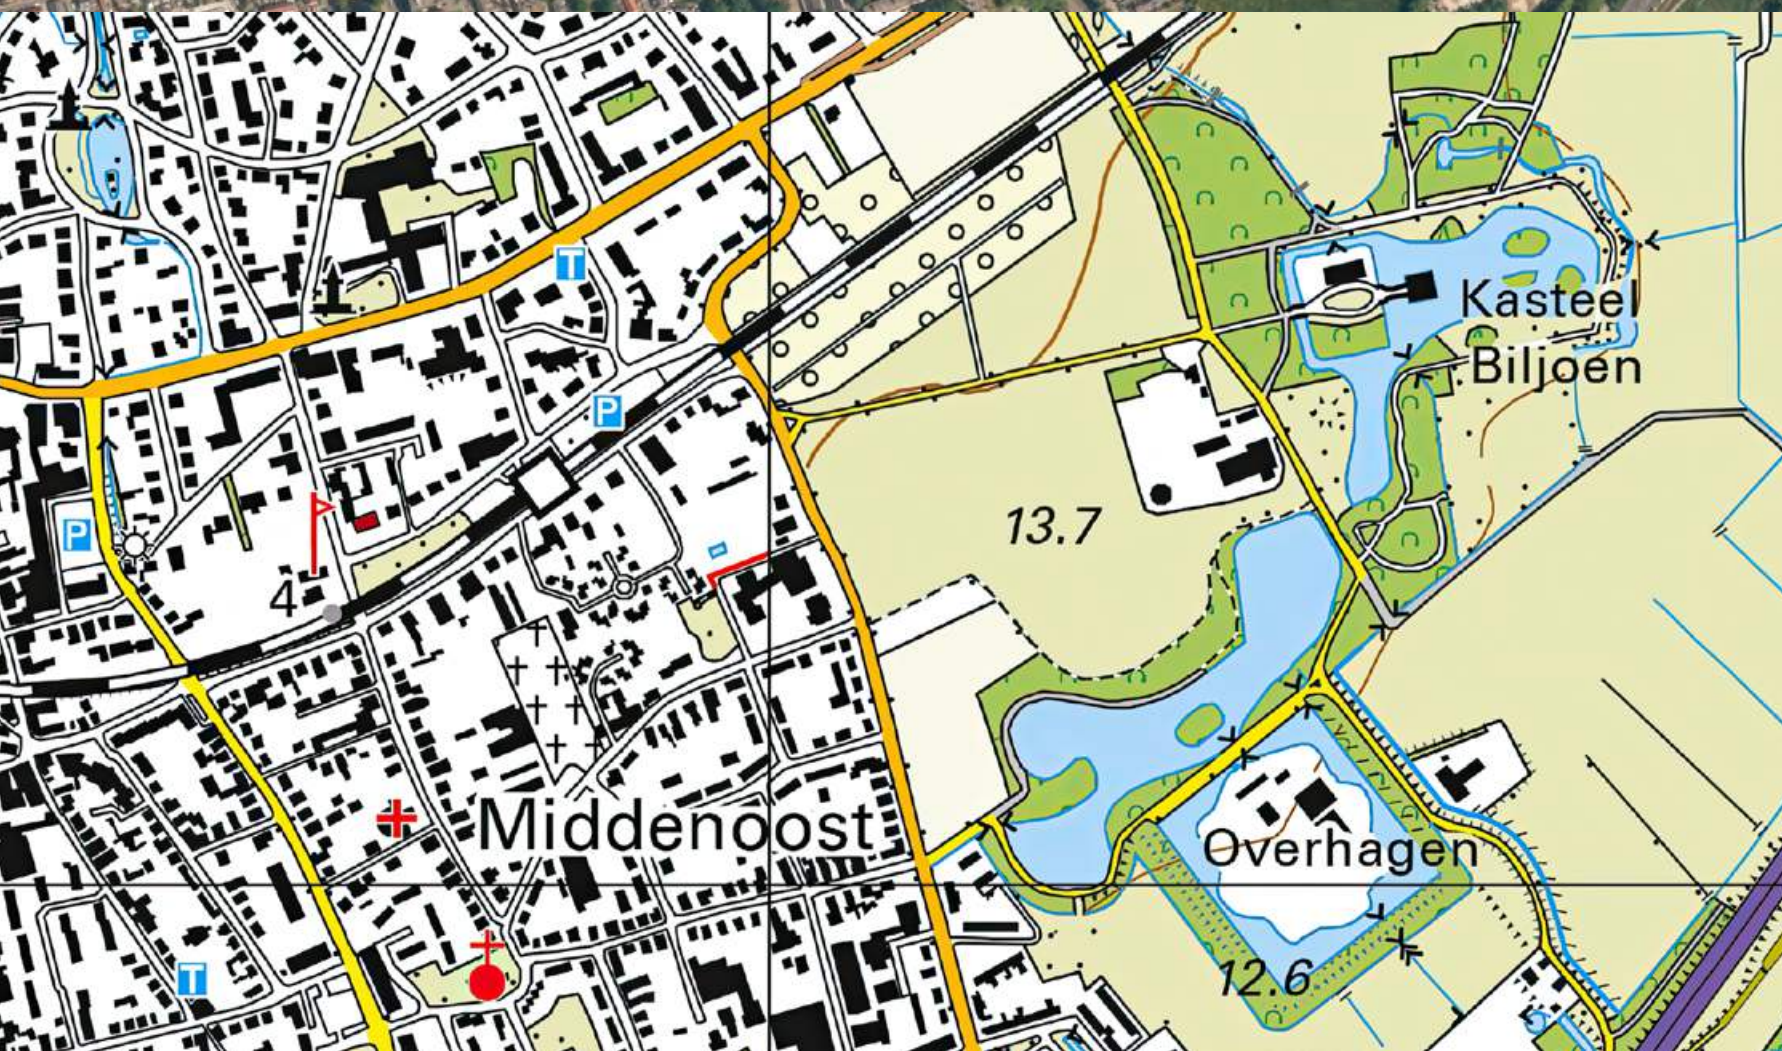 T
Kasteel
Biljoen
P
P
13.7
4
Middenoost
Overhagen
T
12.6